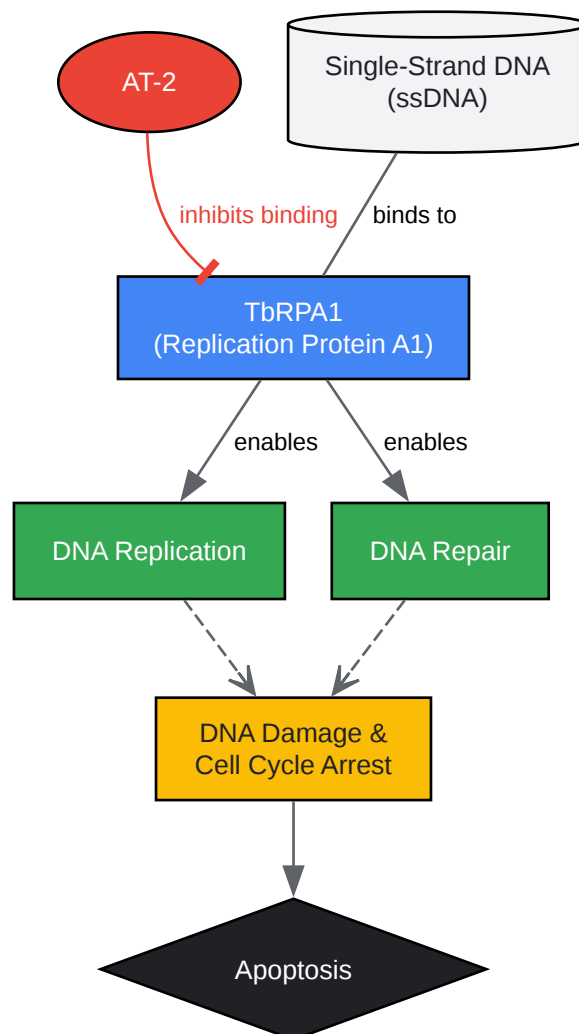 AT-2
Single-Strand DNA
(ssDNA)
inhibits binding
binds to
TbRPA1
(Replication Protein A1)
enables
enables
DNA Replication
DNA Repair
DNA Damage &
Cell Cycle Arrest
Apoptosis